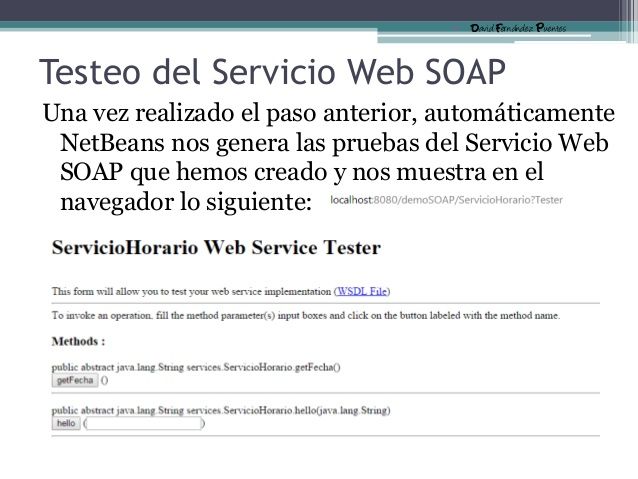 David Fernández Puentes
Testeo del Servicio Web SOAP
Una vez realizado el paso anterior, automáticamente
NetBeans nos genera las pruebas del Servicio Web
SOAP que hemos creado y nos muestra en el
navegador lo siguiente: localhost:8080/demoSOAP/ServicioHorario?Tester
ServicioHorario Web Service Tester
This form will allow you to test your web service implementation (WSDL File)
To invoke an operation, fill the method parameter(s) input boxes and click on the button labeled with the method name.
Methods :
public abstract java.lang.String services.ServicioHorario.getFecha()
getFecha ()
public abstract java.lang.String services.ServicioHorario.hello(java.lang.String)
hello ( )